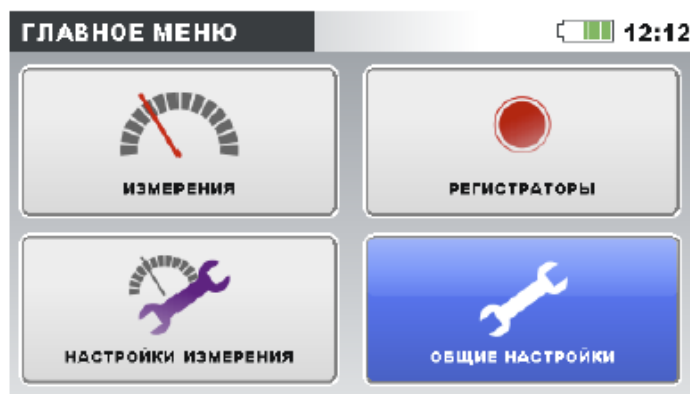 ГЛАВНОЕ МЕНЮ 12:12
ИЗМЕРЕНИЯ РЕГИСТРАТОРЫ
НАСТРОЙКИ ИЗМЕРЕНИЯ ОБЩИЕ НАСТРОЙКИ